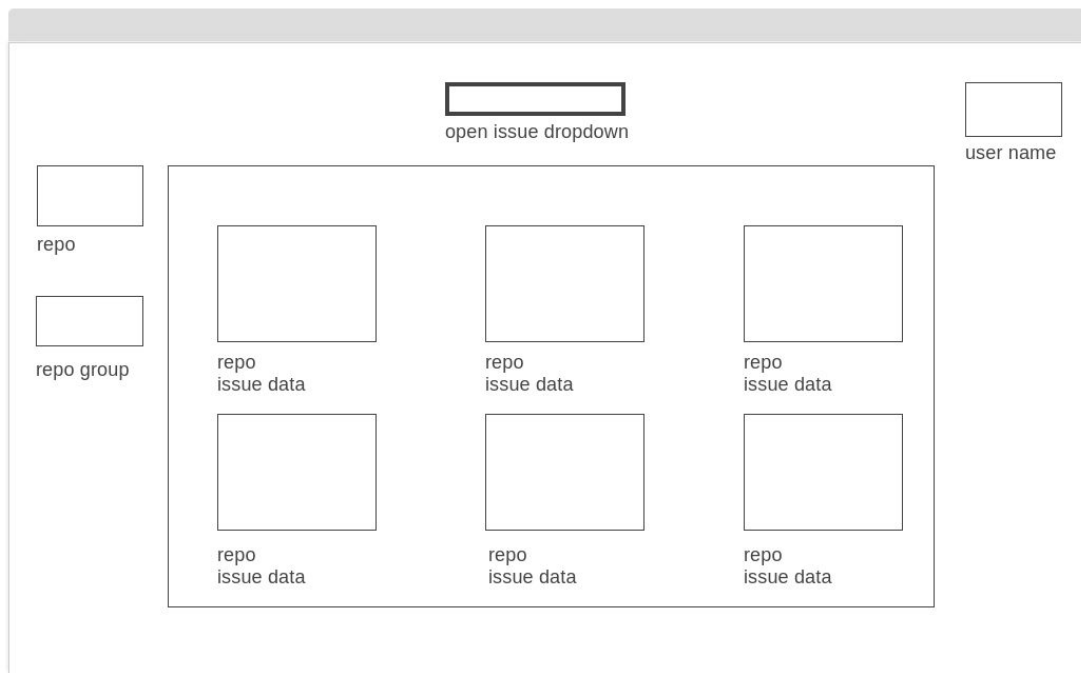 open issue dropdown
user name
repo
repo group
repo
issue data
repo
issue data
repo
issue data
repo
issue data
repo
issue data
repo
issue data